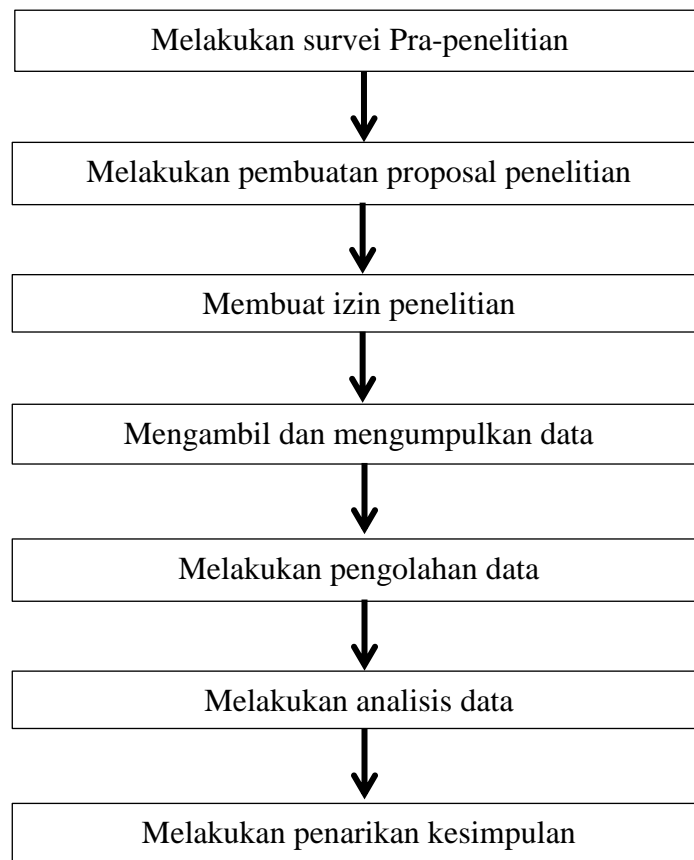 Melakukan survei Pra-penelitian
Melakukan pembuatan proposal penelitian
Membuat izin penelitian
Mengambil dan mengumpulkan data
Melakukan pengolahan data
Melakukan analisis data
Melakukan penarikan kesimpulan